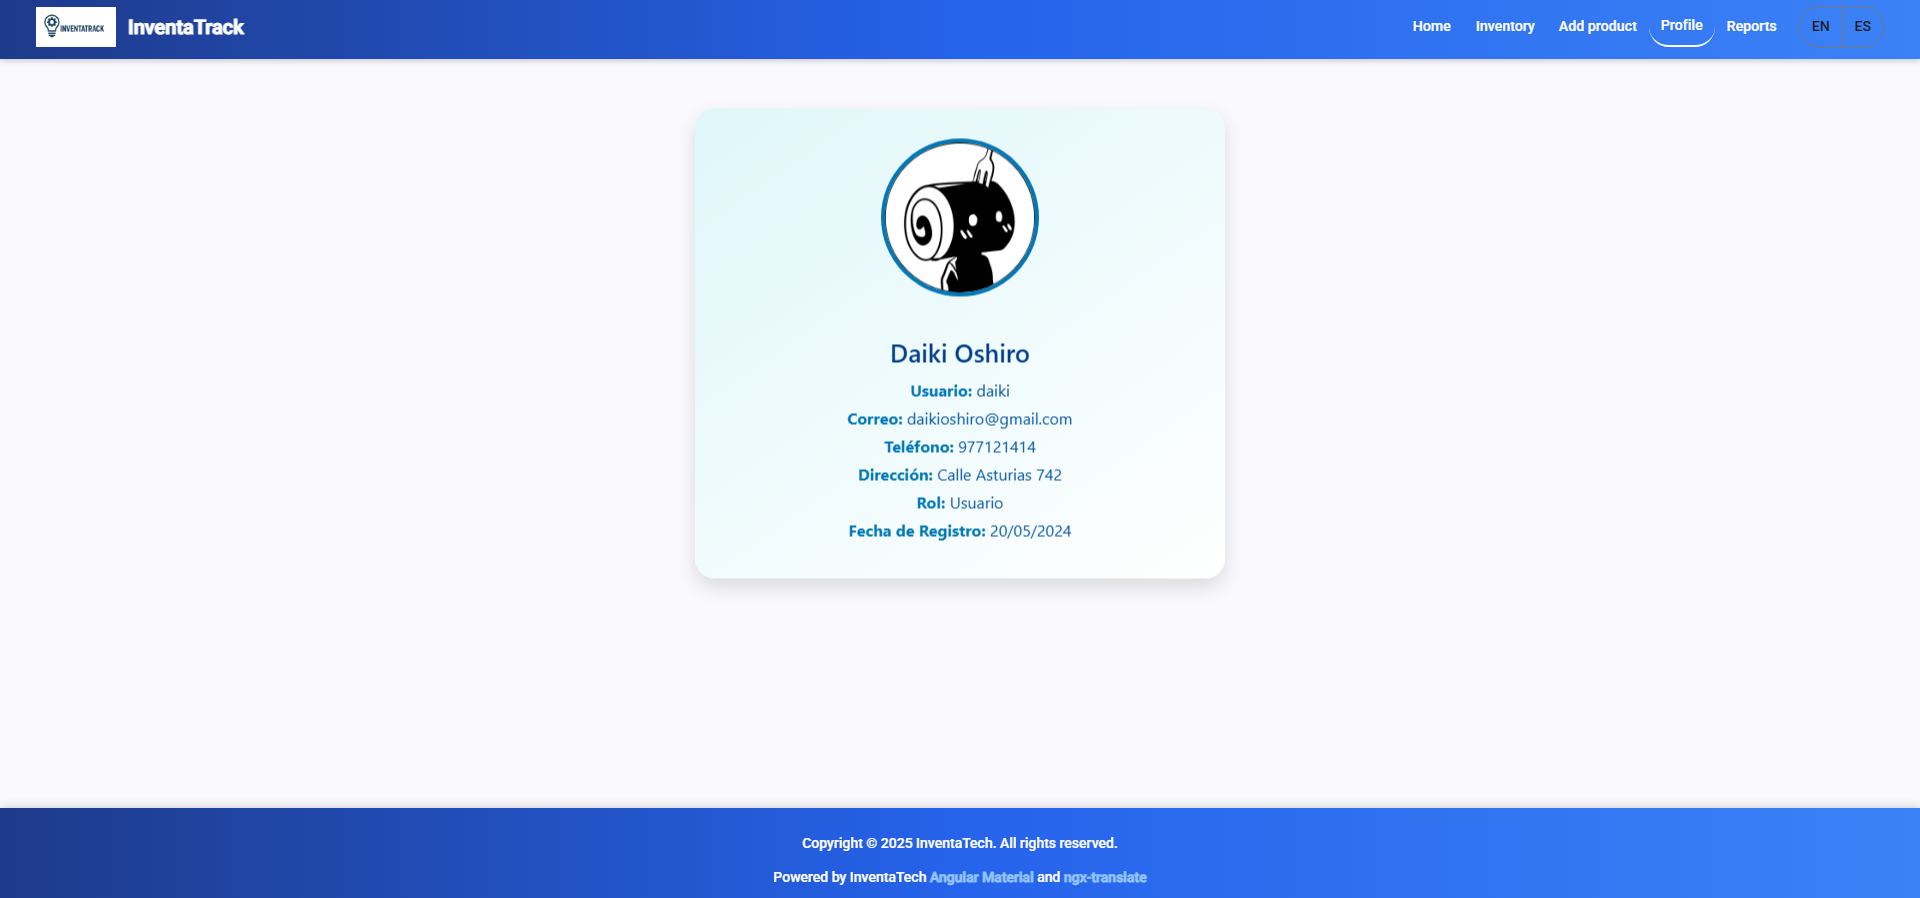 INVENTATRACK
InventaTrack
Home Inventory Add product Profile Reports EN ES
Daiki Oshiro
Usuario: daiki
Correo: daikioshiro@gmail.com
Teléfono: 977121414
Dirección: Calle Asturias 742
Rol: Usuario
Fecha de Registro: 20/05/2024
Copyright © 2025 InventaTech. All rights reserved.
Powered by InventaTech Angular Material and ngx-translate